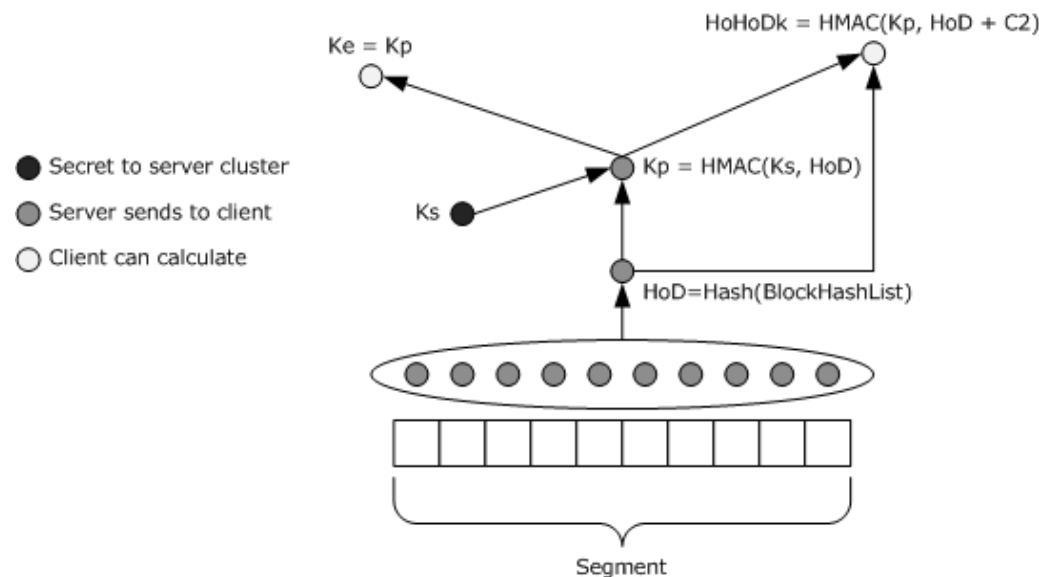 HoHoDk = HMAC(Kp, HoD + C2)
Ke = Kp
Secret to server cluster
Kp = HMAC(Ks, HoD)
Server sends to client
Ks
Client can calculate
HoD=Hash(BlockHashList)
Segment